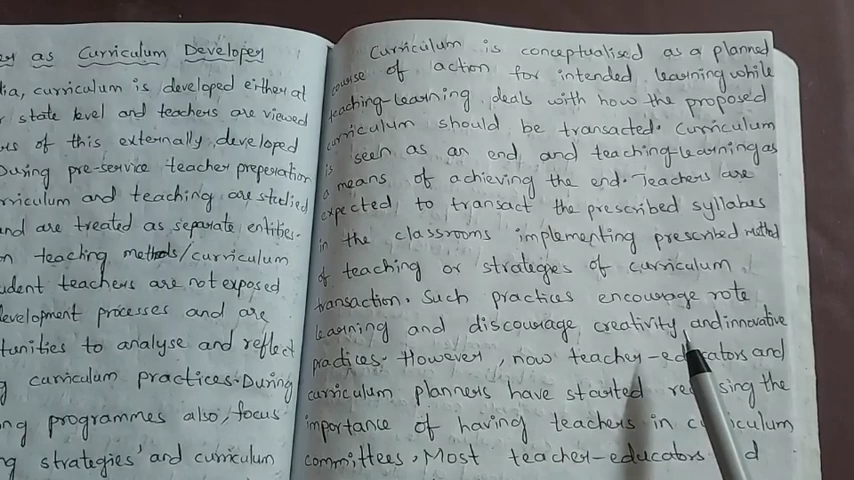 as Curriculum Developer
curriculum is developed either at
state level and teachers are viewed
of this externally developed
During pre-service teacher preperation
curriculum and teaching are studied
and are treated as separate entities.
teaching methods/curriculum
student teachers are not exposed
development processes and are
to analyse and reflect
curriculum practices. During
programmes also, focus
strategies' and curriculum
Curriculum is conceptualised as a planned
course of action for intended learning while
teaching-learning deals with how the proposed
curriculum should be transacted. Curriculum
is seen as an end, and teaching-learning as
a means of achieving the end. Teachers are
expected to transact the prescribed syllabus
in the classrooms implementing prescribed method
of teaching or strategies of curriculum
transaction. Such practices encourage rote
learning and discourage creativity and innovative
practices. However, now teacher-educators and
curriculum planners have started the
importance of having teachers in curriculum
committees. Most teacher-educators